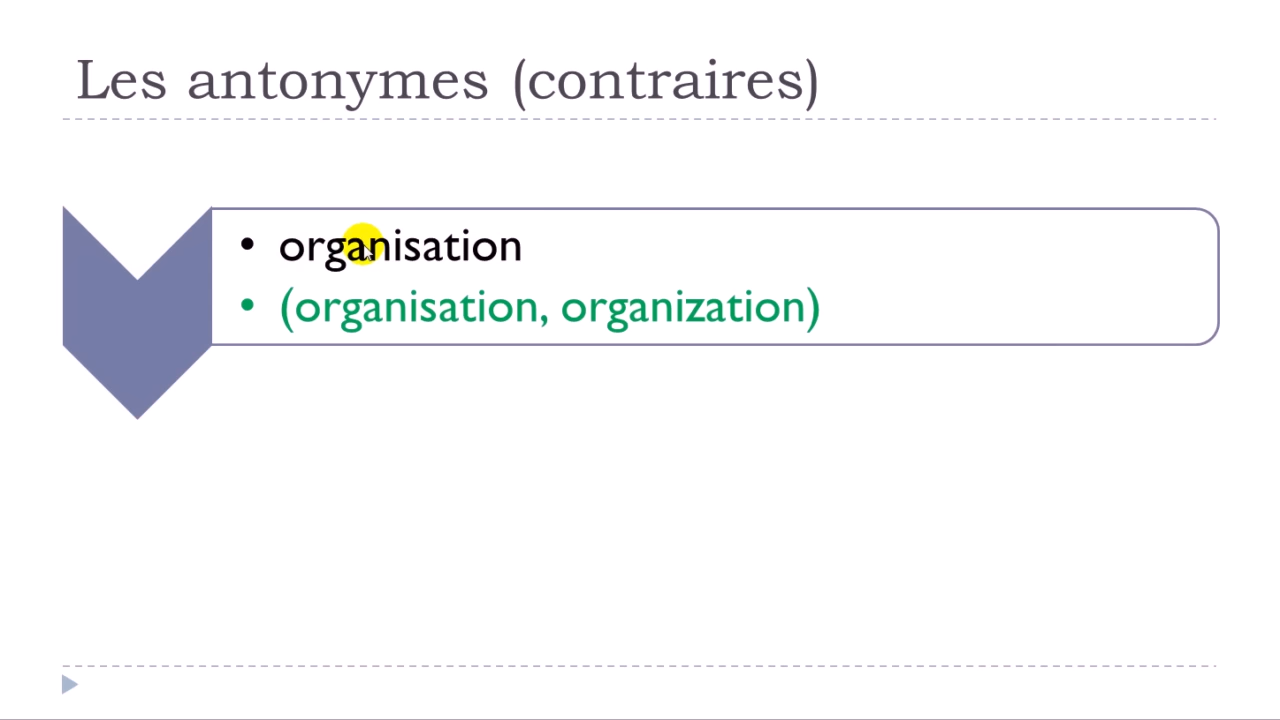 Les antonymes (contraires)
• organisation
• (organisation, organization)